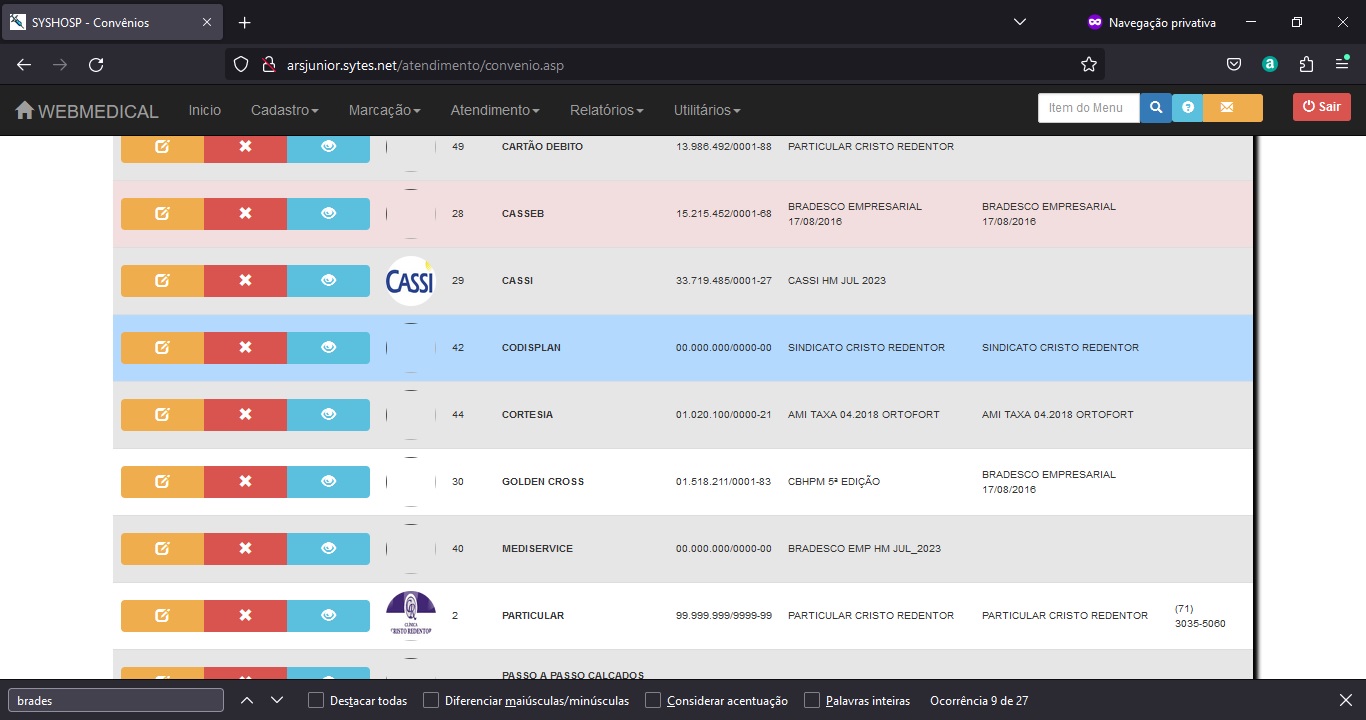 SYSHOSP - Convênios
Navegação privativa
arsjunior.sytes.net/atendimento/convenio.asp
WEBMEDICAL Inicio Cadastro Marcação Atendimento Relatórios Utilitários Item do Menu Sair
49 CARTÃO DEBITO 13.986.492/0001-88 PARTICULAR CRISTO REDENTOR
28 CASSEB 15.215.452/0001-68 BRADESCO EMPRESARIAL BRADESCO EMPRESARIAL
17/08/2016 17/08/2016
CASSI 29 CASSI 33.719.485/0001-27 CASSI HM JUL 2023
42 CODISPLAN 00.000.000/0000-00 SINDICATO CRISTO REDENTOR SINDICATO CRISTO REDENTOR
44 CORTESIA 01.020.100/0000-21 AMI TAXA 04.2018 ORTOFORT AMI TAXA 04.2018 ORTOFORT
30 GOLDEN CROSS 01.518.211/0001-83 CBHPM 5ª EDIÇÃO BRADESCO EMPRESARIAL
17/08/2016
40 MEDISERVICE 00.000.000/0000-00 BRADESCO EMP HM JUL_2023
2 PARTICULAR 99.999.999/9999-99 PARTICULAR CRISTO REDENTOR PARTICULAR CRISTO REDENTOR (71)
3035-5060
CLÍNICA
CRISTO REDENTOR
PASSO A PASSO CALÇADOS
brades Destacar todas Diferenciar maiúsculas/minúsculas Considerar acentuação Palavras inteiras Ocorrência 9 de 27